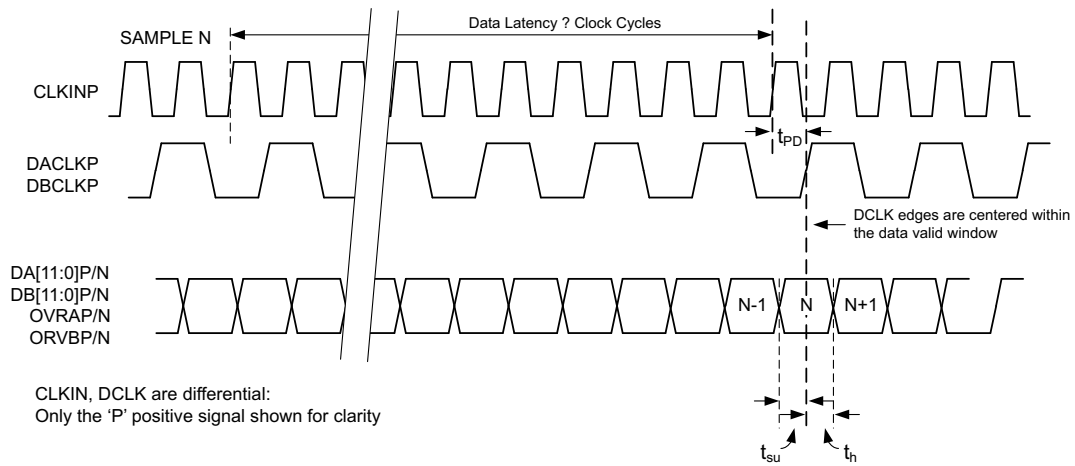 Data Latency ? Clock Cycles
SAMPLE N
CLKINP
tPD
DACLKP
DBCLKP
DCLK edges are centered within
the data valid window
DA[11:0]P/N
DB[11:0]P/N
OVRAP/N
ORVBP/N
N-1 N N+1
CLKIN, DCLK are differential:
Only the ‘P’ positive signal shown for clarity
tsu th